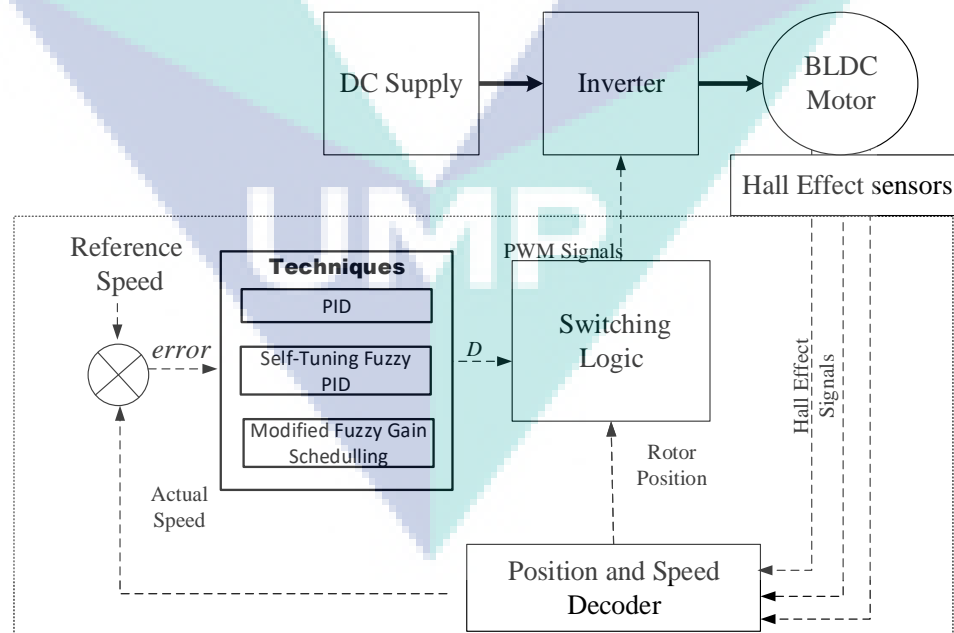 DC Supply
Inverter
BLDC
Motor
Hall Effect sensors
UMP
Reference
Speed
Techniques
PID
Self-Tuning Fuzzy
PID
Modified Fuzzy Gain
Schedulling
error
D
PWM Signals
Switching
Logic
Hall Effect
Signals
Rotor
Position
Actual
Speed
Position and Speed
Decoder